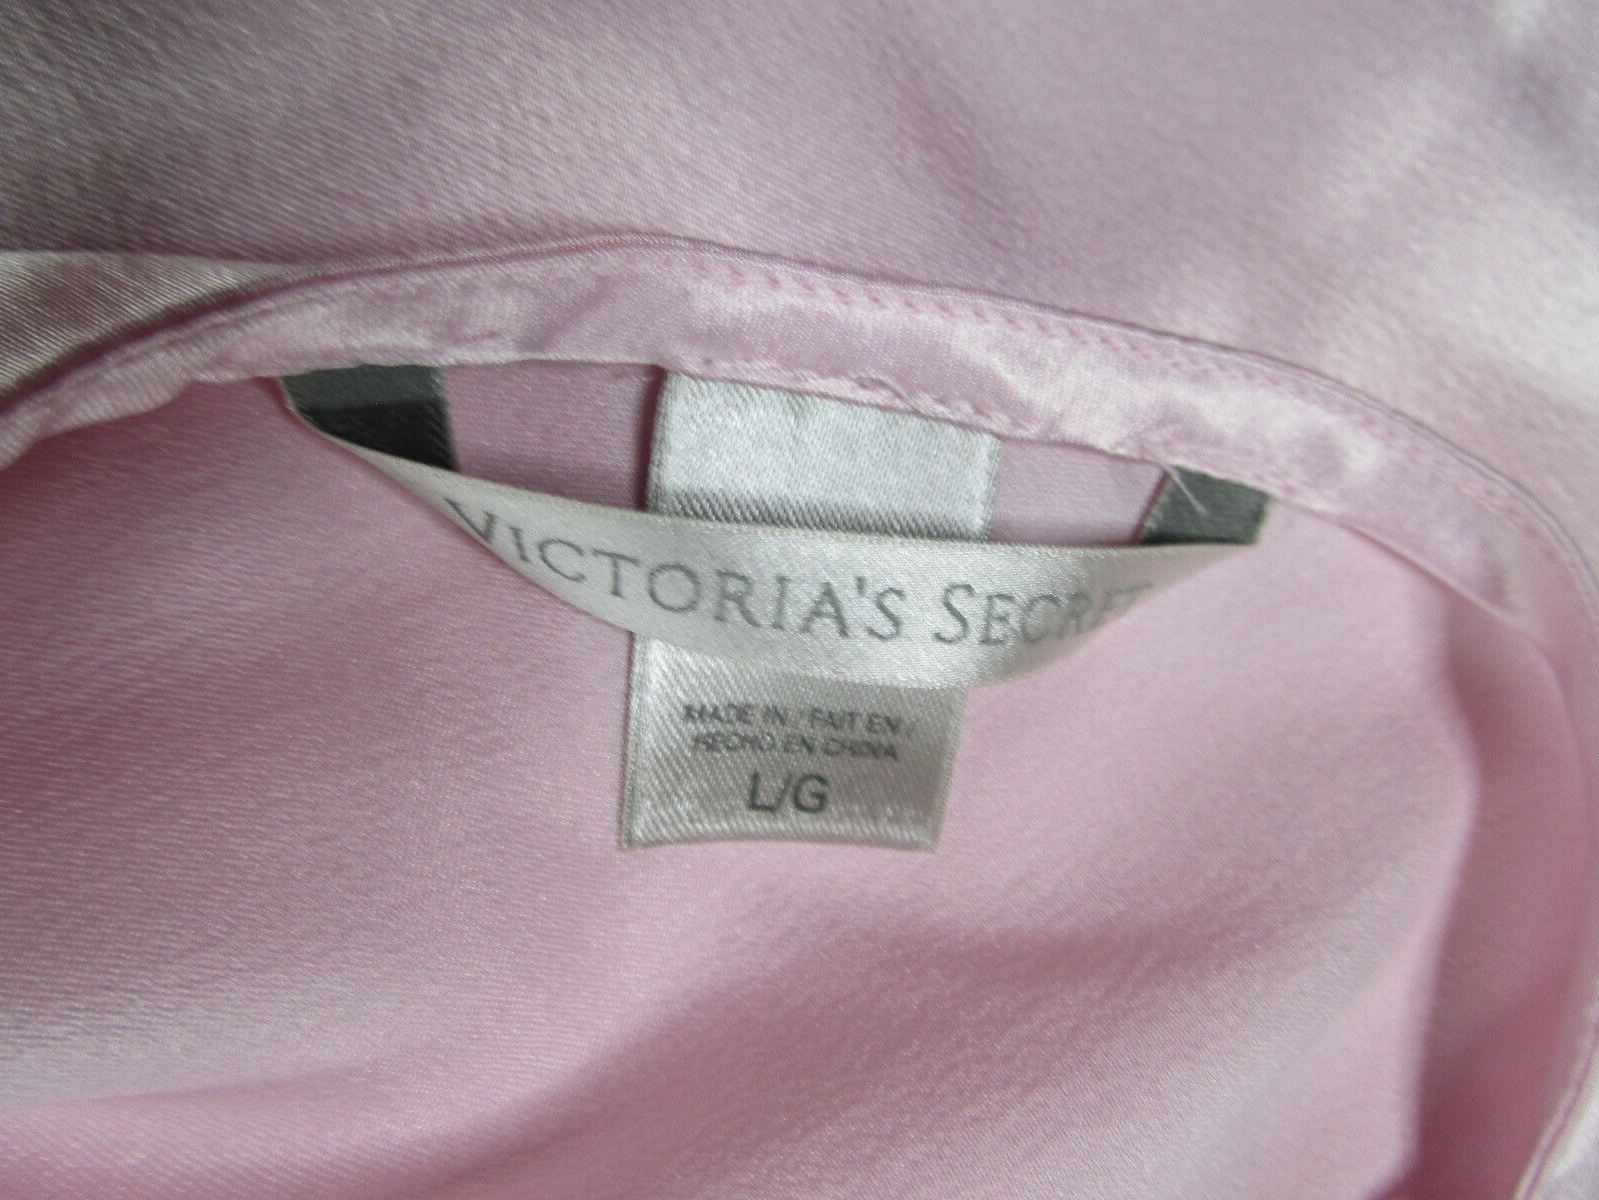 VICTORIA'S SECRET
MADE IN / FAIT EN /
HECHO EN CHINA
L/G